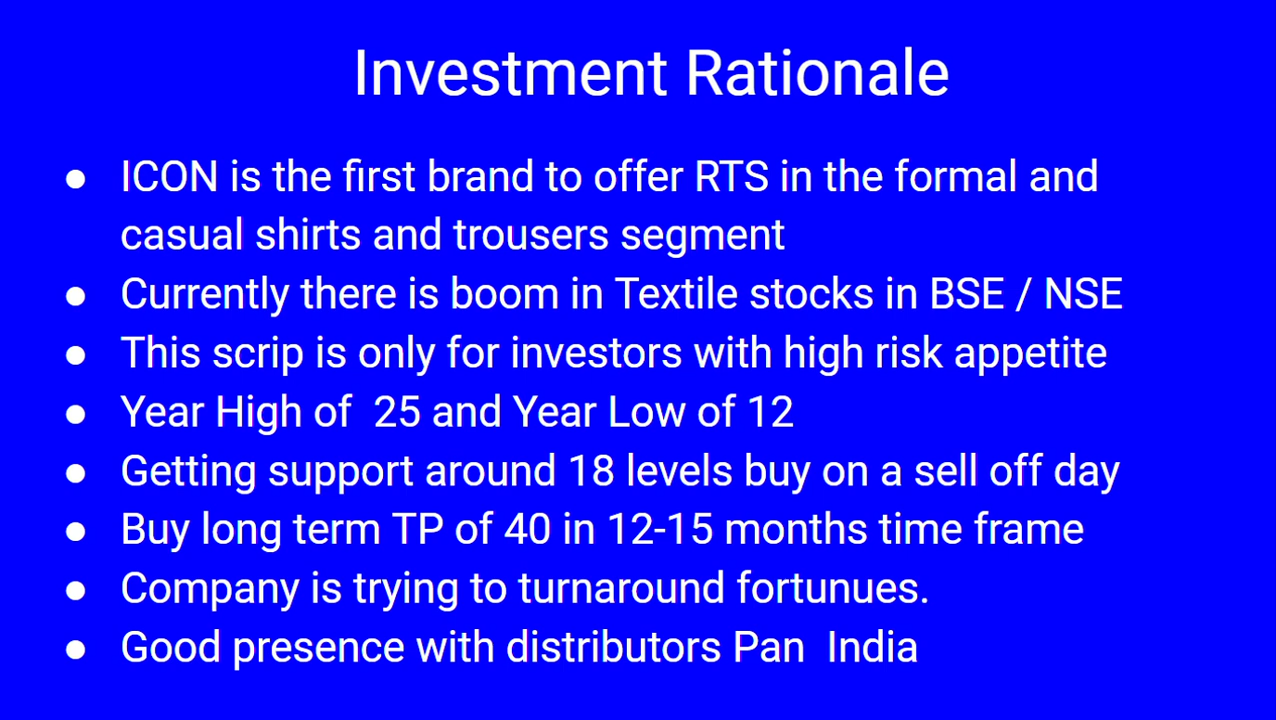 Investment Rationale
● ICON is the first brand to offer RTS in the formal and
casual shirts and trousers segment
● Currently there is boom in Textile stocks in BSE / NSE
● This scrip is only for investors with high risk appetite
● Year High of  25 and Year Low of 12
● Getting support around 18 levels buy on a sell off day
● Buy long term TP of 40 in 12-15 months time frame
● Company is trying to turnaround fortunues.
● Good presence with distributors Pan  India